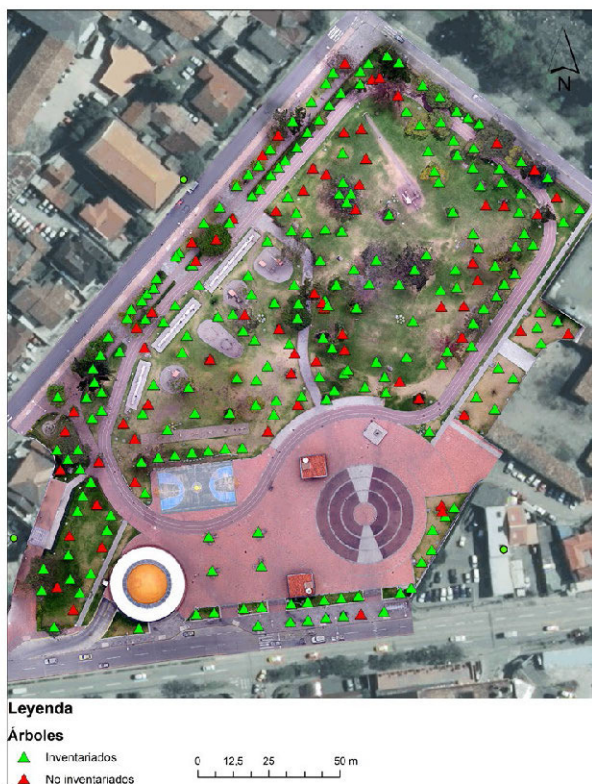 N
Leyenda
Árboles
Inventariados
No inventariados
0 12,5 25 50 m